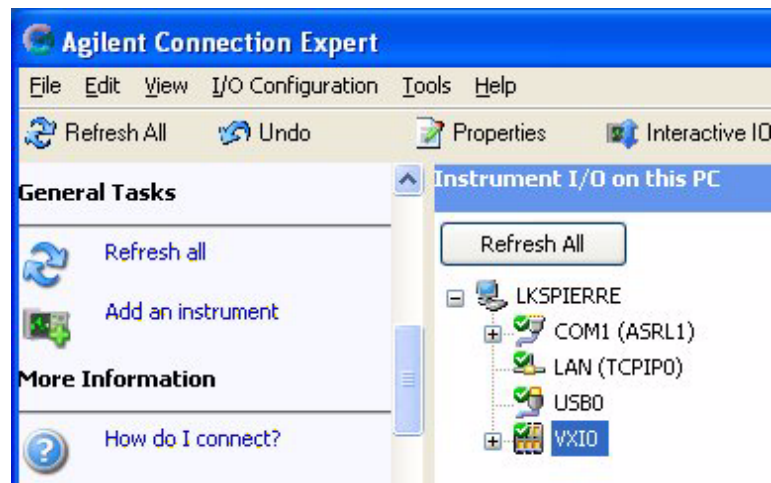 Agilent Connection Expert
File Edit View I/O Configuration Tools Help
Refresh All Undo Properties Interactive IO
General Tasks
Refresh all
Add an instrument
More Information
How do I connect?
Instrument I/O on this PC
Refresh All
LKSPIERRE
COM1 (ASRL1)
LAN (TCPIP0)
USB0
VXI0